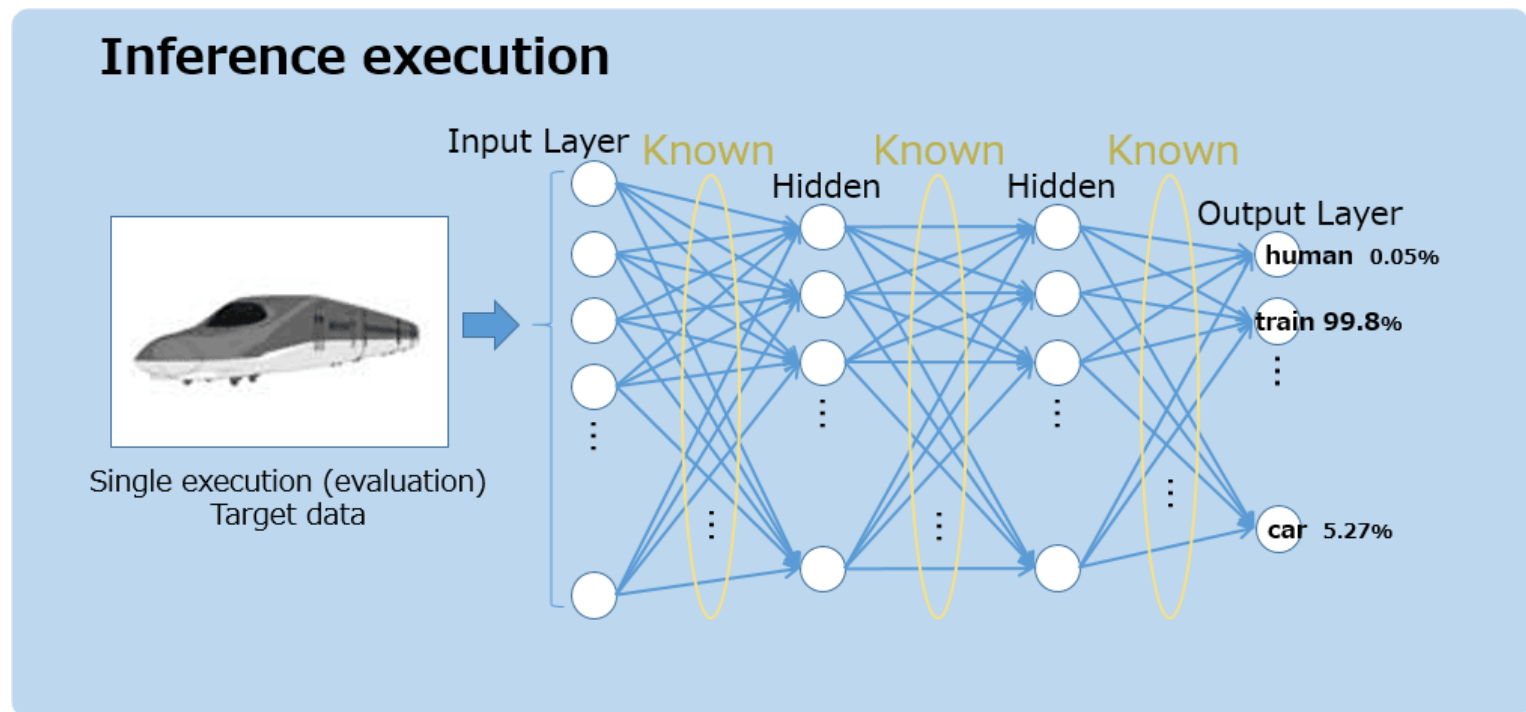 Inference execution
Input Layer
Known
Known
Known
Hidden
Hidden
Output Layer
human 0.05%
train 99.8%
car 5.27%
Single execution (evaluation)
Target data